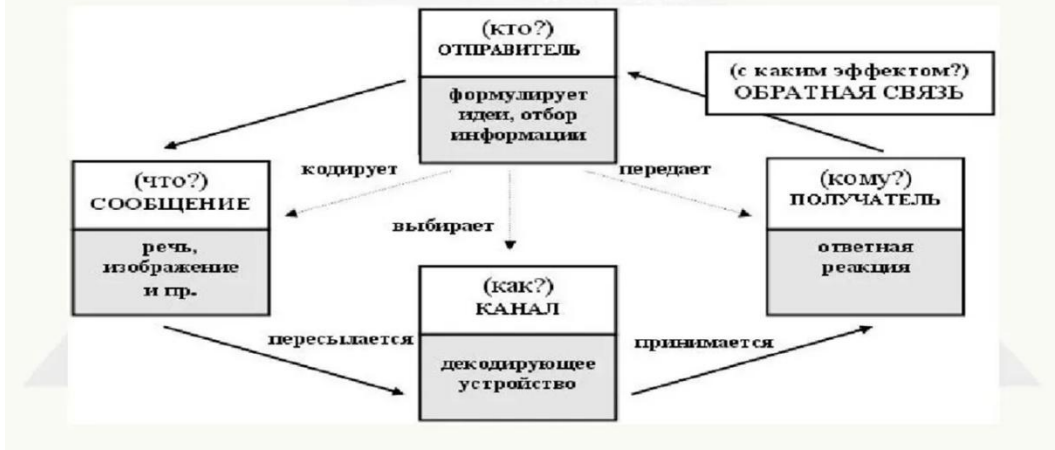 (кто?)
ОТПРАВИТЕЛЬ
формулирует
идеи, отбор
информации
(с каким эффектом?)
ОБРАТНАЯ СВЯЗЬ
кодирует
передает
выбирает
(что?)
СООБЩЕНИЕ
речь,
изображение
и пр.
(кому?)
ПОЛУЧАТЕЛЬ
ответная
реакция
(как?)
КАНАЛ
декодирующее
устройство
пересылается
принимается